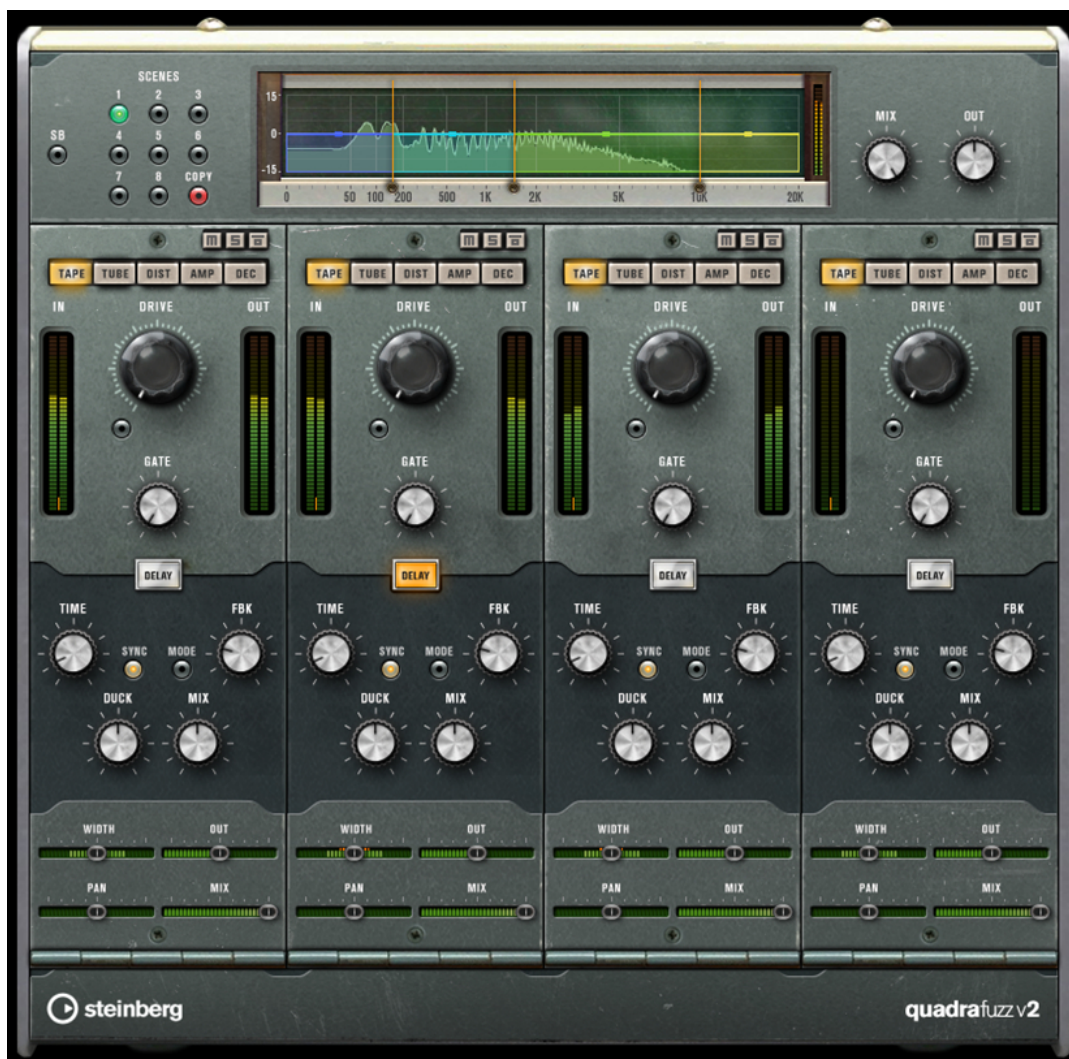 SCENES
1 2 3
15
MIX OUT
SB
4 5 6
0
7 8 COPY
-15
0 50 100 200 500 1K 2K 5K 10K 20K
M S
M S
M S
M S
TAPE TUBE DIST AMP DEC
TAPE TUBE DIST AMP DEC
TAPE TUBE DIST AMP DEC
TAPE TUBE DIST AMP DEC
IN DRIVE OUT
IN DRIVE OUT
IN DRIVE OUT
IN DRIVE OUT
GATE
GATE
GATE
GATE
DELAY
DELAY
DELAY
DELAY
TIME FBK
TIME FBK
TIME FBK
TIME FBK
SYNC MODE
SYNC MODE
SYNC MODE
SYNC MODE
DUCK MIX
DUCK MIX
DUCK MIX
DUCK MIX
WIDTH OUT
WIDTH OUT
WIDTH OUT
WIDTH OUT
PAN MIX
PAN MIX
PAN MIX
PAN MIX
steinberg
quadrafuzz v2